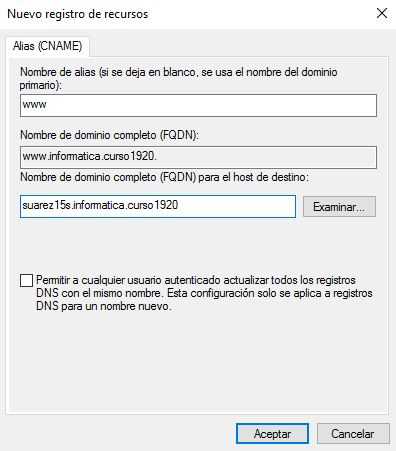 Nuevo registro de recursos
Alias (CNAME)
Nombre de alias (si se deja en blanco, se usa el nombre del dominio
primario):
www
Nombre de dominio completo (FQDN):
www.informatica.curso1920.
Nombre de dominio completo (FQDN) para el host de destino:
suarez15s.informatica.curso1920
Examinar...
Permitir a cualquier usuario autenticado actualizar todos los registros
DNS con el mismo nombre. Esta configuración solo se aplica a registros
DNS para un nombre nuevo.
Aceptar
Cancelar